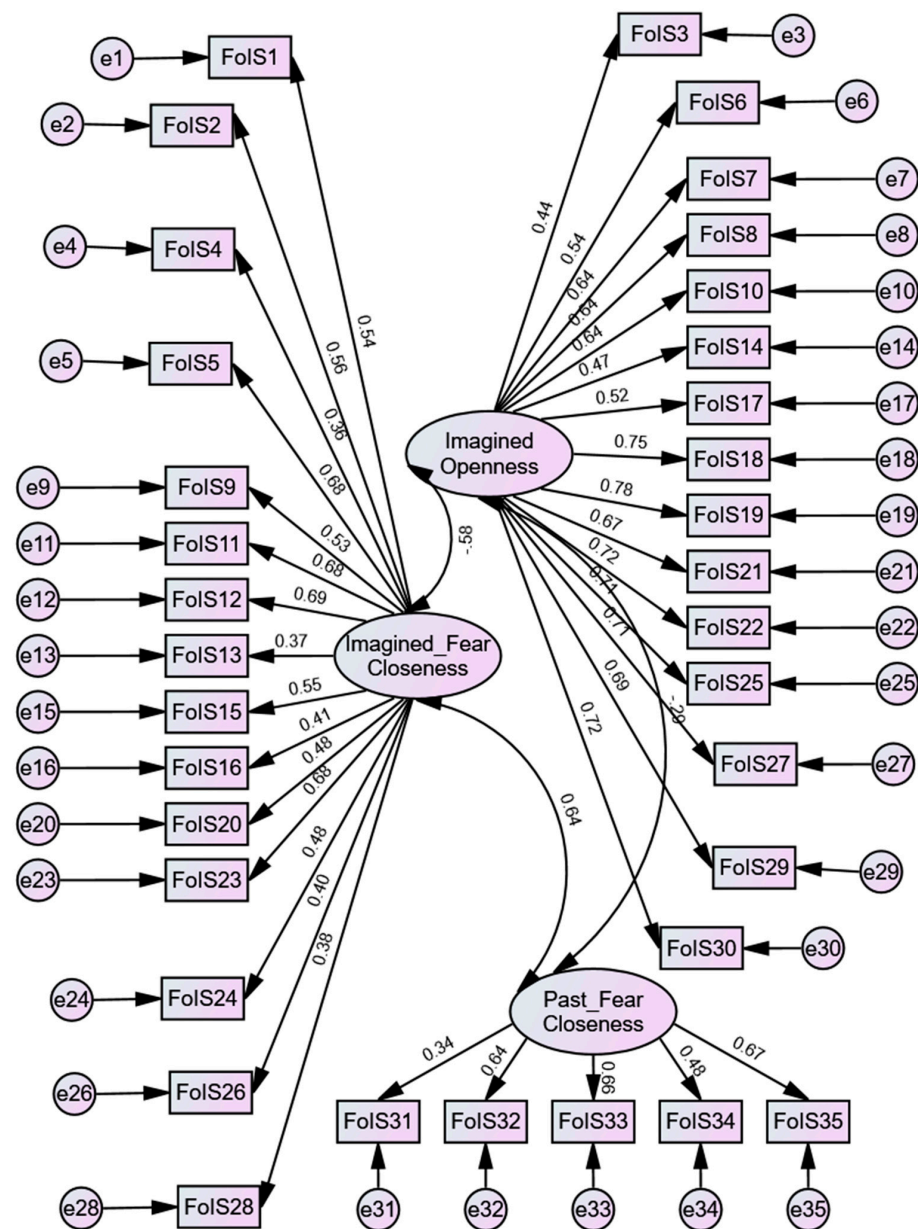 e1
FoIS1
e2
FoIS2
e4
FoIS4
e5
FoIS5
e9
FoIS9
e11
FoIS11
e12
FoIS12
e13
FoIS13
e15
FoIS15
e16
FoIS16
e20
FoIS20
e23
FoIS23
e24
FoIS24
e26
FoIS26
e28
FoIS28
0.54
0.56
0.36
0.68
0.53
0.68
0.69
0.37
0.55
0.41
0.48
0.68
0.48
0.40
0.38
Imagined_Fear
Closeness
-.58
0.64
-.29
Imagined
Openness
0.44
0.54
0.64
0.64
0.64
0.47
0.52
0.75
0.78
0.67
0.72
0.71
0.71
0.69
0.72
FoIS3
e3
FoIS6
e6
FoIS7
e7
FoIS8
e8
FoIS10
e10
FoIS14
e14
FoIS17
e17
FoIS18
e18
FoIS19
e19
FoIS21
e21
FoIS22
e22
FoIS25
e25
FoIS27
e27
FoIS29
e29
FoIS30
e30
Past_Fear
Closeness
0.34
0.64
0.66
0.48
0.67
FoIS31
FoIS32
FoIS33
FoIS34
FoIS35
e31
e32
e33
e34
e35